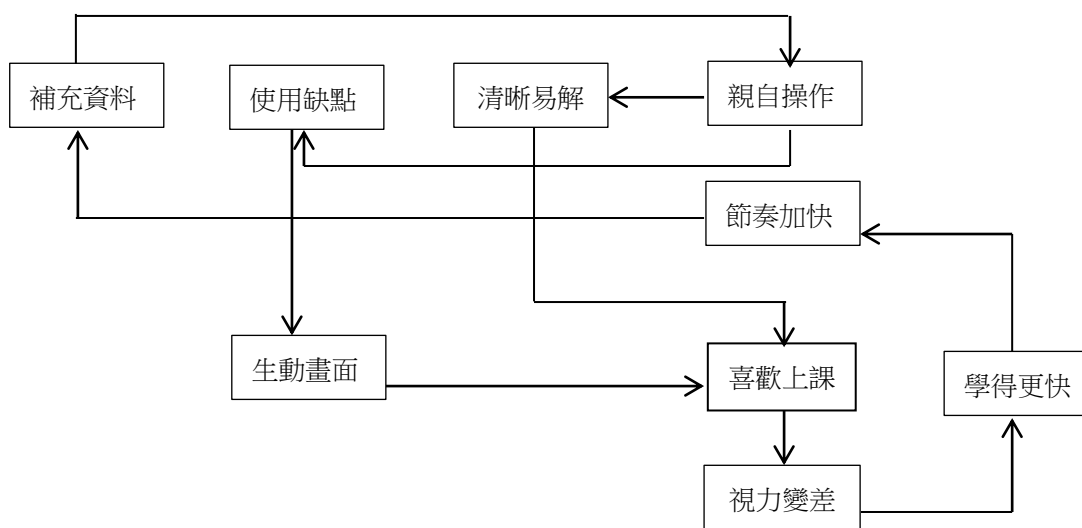 補充資料
使用缺点
清晰易解
親自操作
節奏加快
生動畫面
喜歡上課
學得更快
視力變差